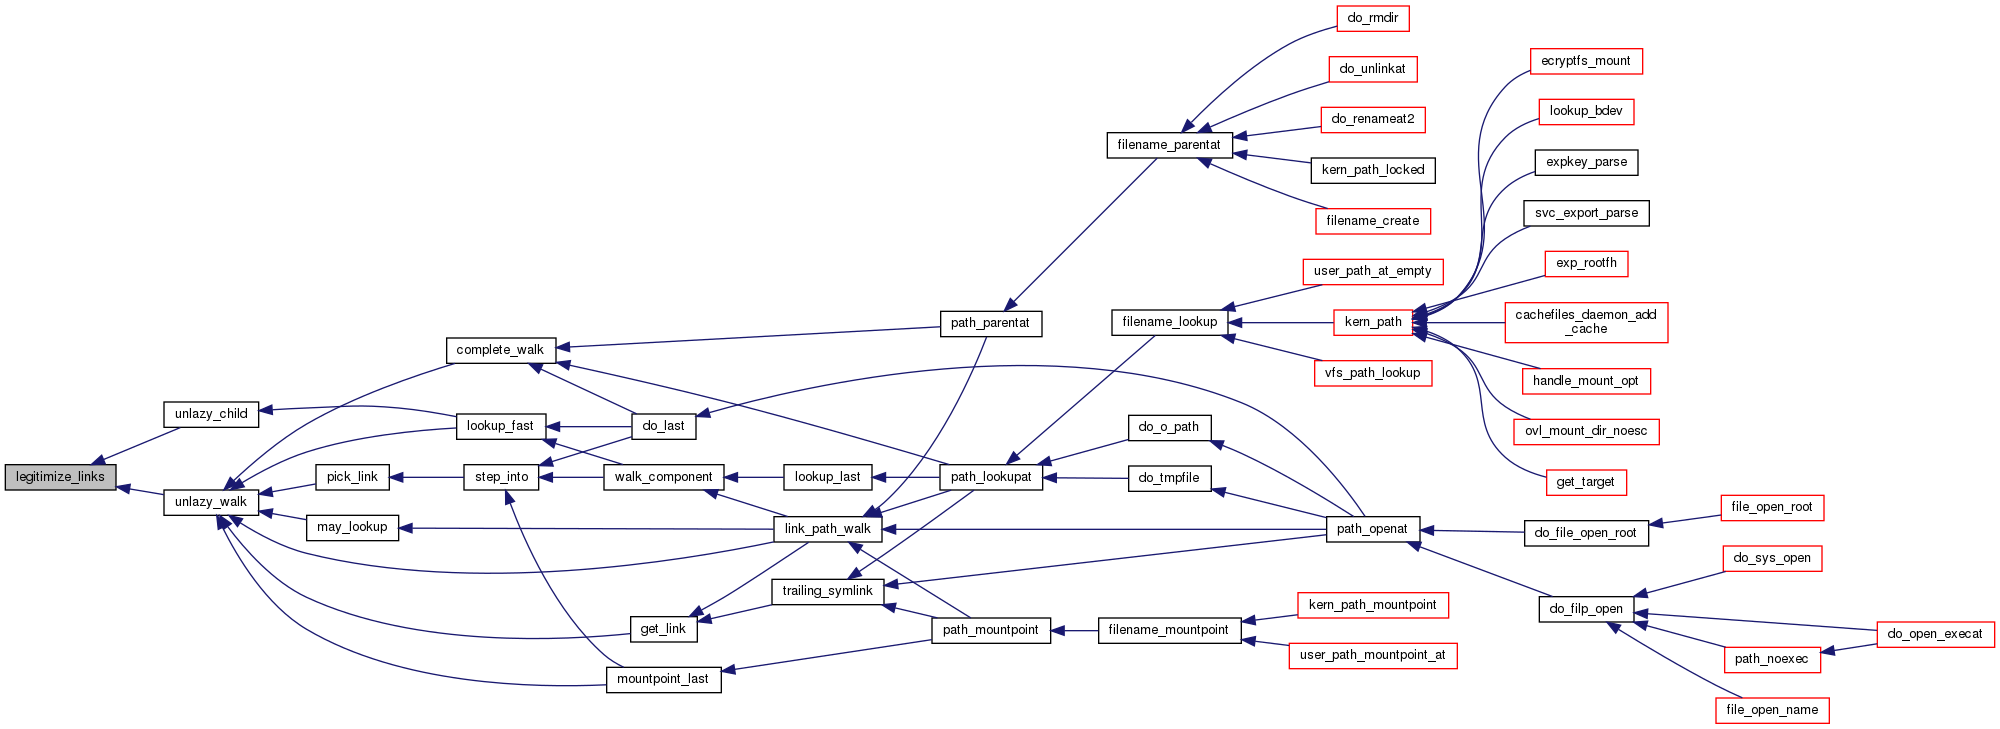 do_rmdir
ecryptfs_mount
do_unlinkat
lookup_bdev
do_renameat2
filename_parentat
kern_path_locked
expkey_parse
filename_create
svc_export_parse
user_path_at_empty
exp_rootfh
path_parentat
filename_lookup
kern_path
cachefiles_daemon_add
_cache
complete_walk
vfs_path_lookup
handle_mount_opt
unlazy_child
lookup_fast
do_last
do_o_path
ovl_mount_dir_noesc
legitimize_links
pick_link
step_into
walk_component
lookup_last
path_lookupat
do_tmpfile
get_target
unlazy_walk
may_lookup
link_path_walk
path_openat
do_file_open_root
file_open_root
do_sys_open
trailing_symlink
kern_path_mountpoint
do_filp_open
get_link
path_mountpoint
filename_mountpoint
do_open_execat
user_path_mountpoint_at
path_noexec
mountpoint_last
file_open_name